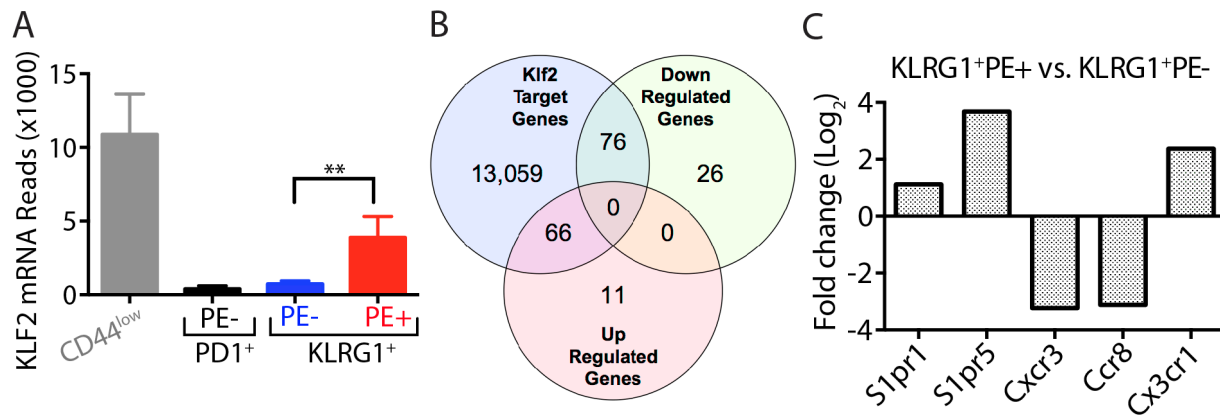 A
KLF2 mRNA Reads (x1000)
15
10
5
0
**
CD44low
PE-
PE-
PE+
PD1+
KLRG1+
B
Klf2
Target
Genes
Down
Regulated
Genes
76
13,059
26
0
66
0
11
Up
Regulated
Genes
C
KLRG1+PE+ vs. KLRG1+PE-
Fold change (Log2)
4
2
0
-2
-4
S1pr1
S1pr5
Cxcr3
Ccr8
Cx3cr1